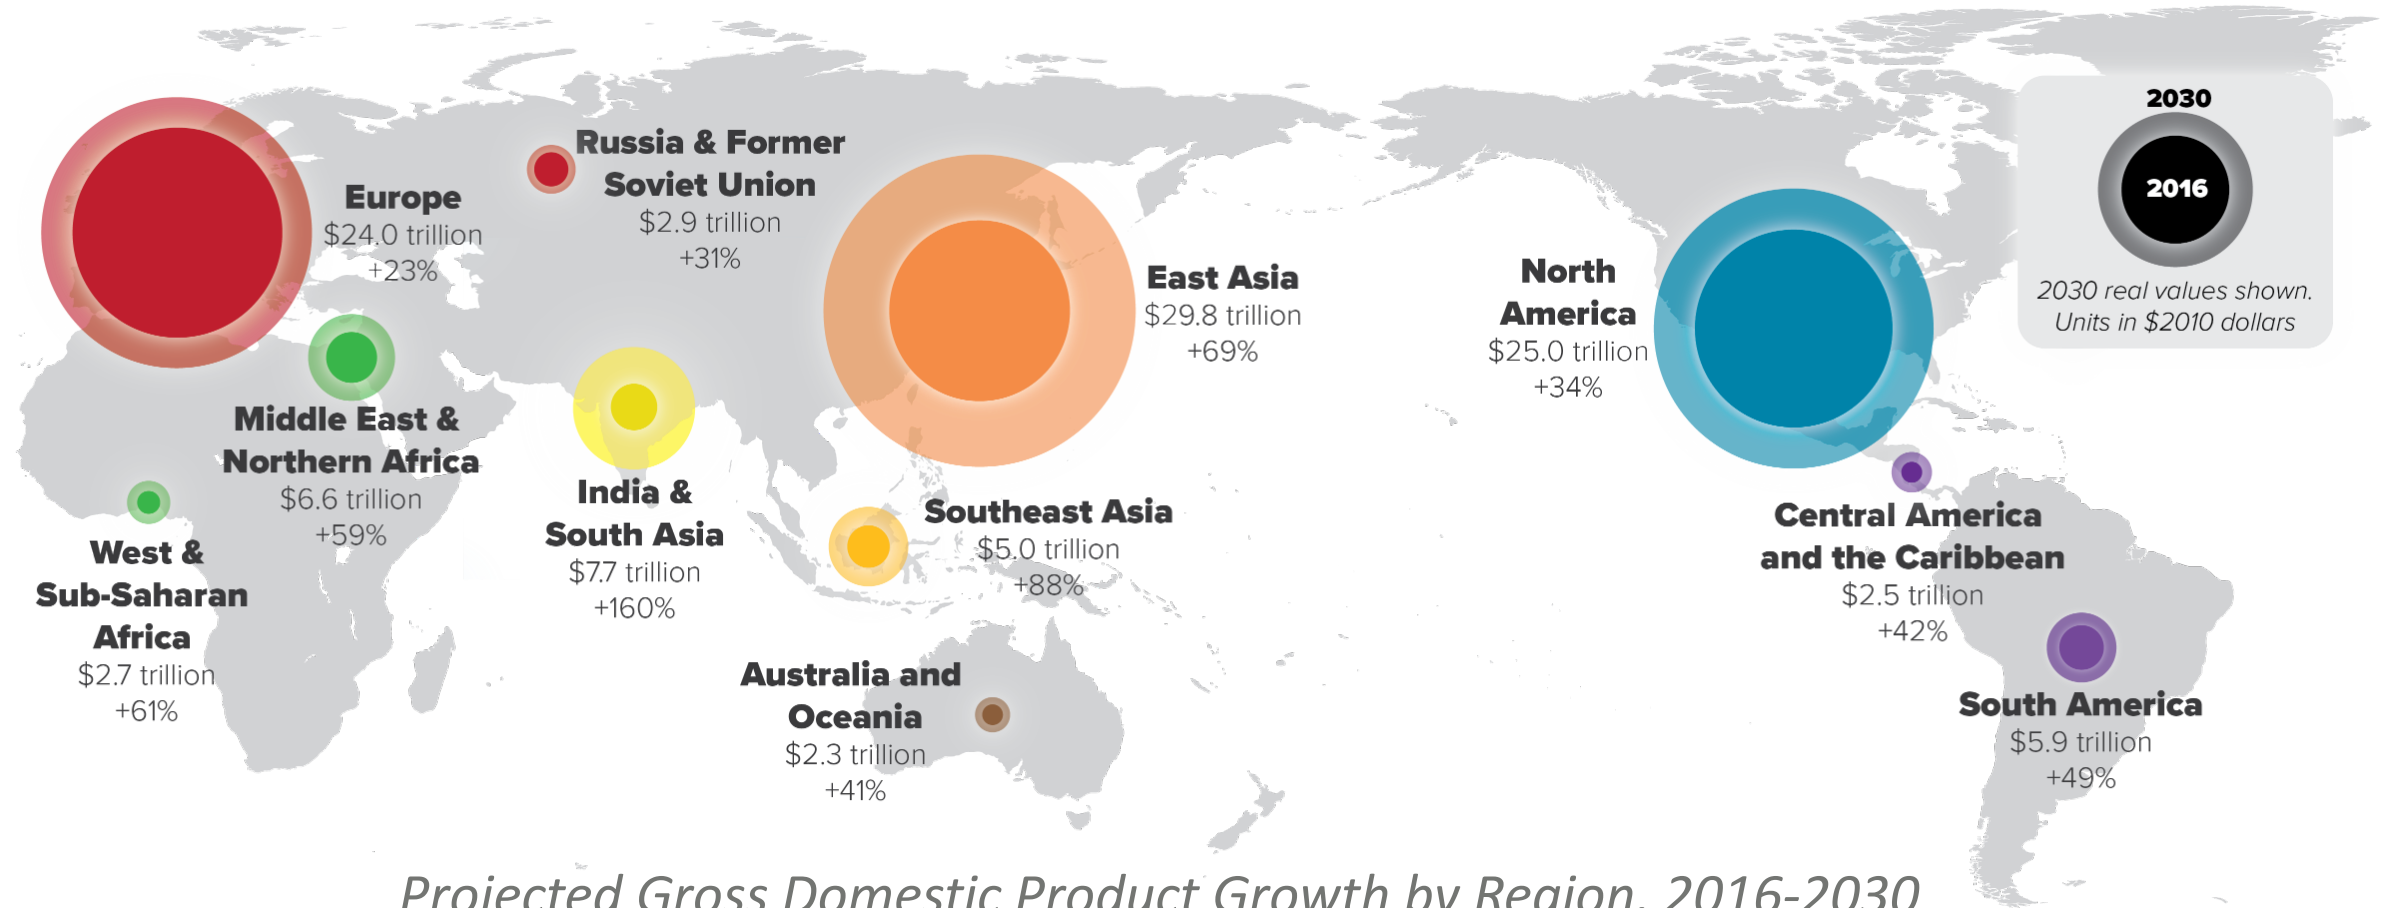 Europe
$24.0 trillion
+23%
Russia & Former
Soviet Union
$2.9 trillion
+31%
East Asia
$29.8 trillion
+69%
North
America
$25.0 trillion
+34%
2030
2016
2030 real values shown.
Units in $2010 dollars
Middle East &
Northern Africa
$6.6 trillion
+59%
West &
Sub-Saharan
Africa
$2.7 trillion
+61%
India &
South Asia
$7.7 trillion
+160%
Southeast Asia
$5.0 trillion
+88%
Australia and
Oceania
$2.3 trillion
+41%
Central America
and the Caribbean
$2.5 trillion
+42%
South America
$5.9 trillion
+49%
Projected Gross Domestic Product Growth by Region, 2016-2030